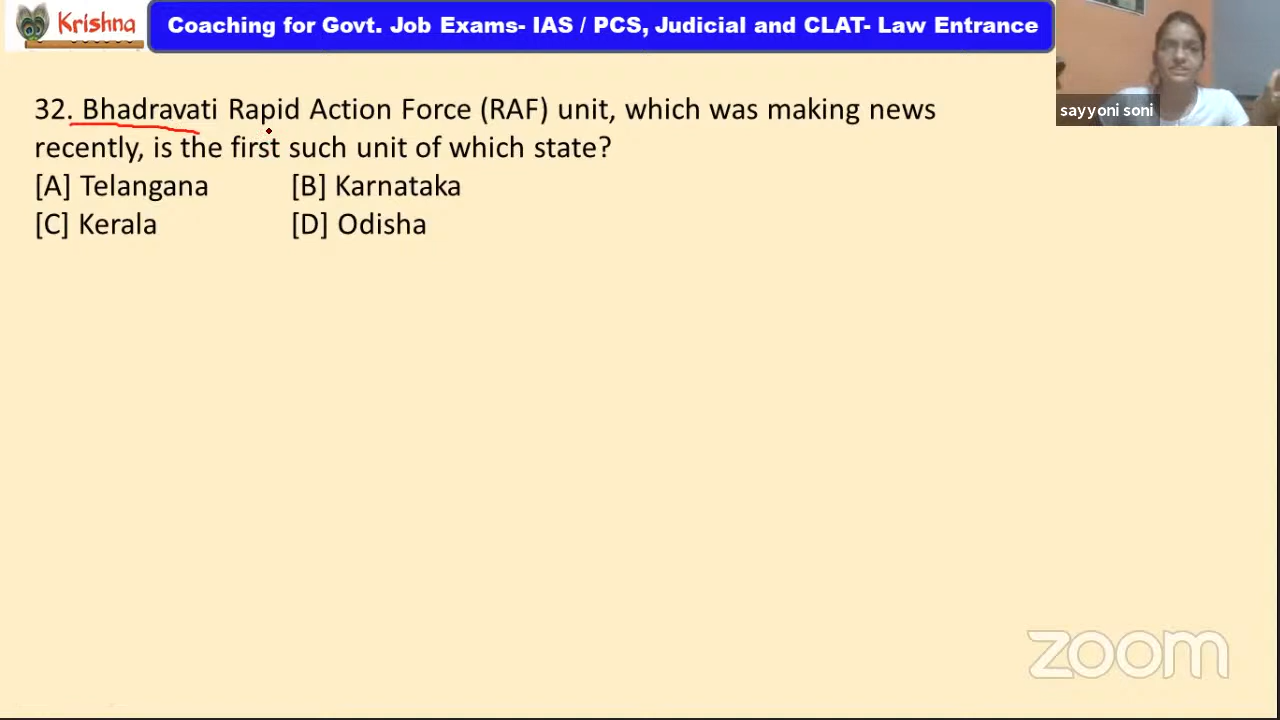 Krishna
Coaching for Govt. Job Exams- IAS / PCS, Judicial and CLAT- Law Entrance
sayyoni soni
32. Bhadravati Rapid Action Force (RAF) unit, which was making news
recently, is the first such unit of which state?
[A] Telangana [B] Karnataka
[C] Kerala [D] Odisha
zoom